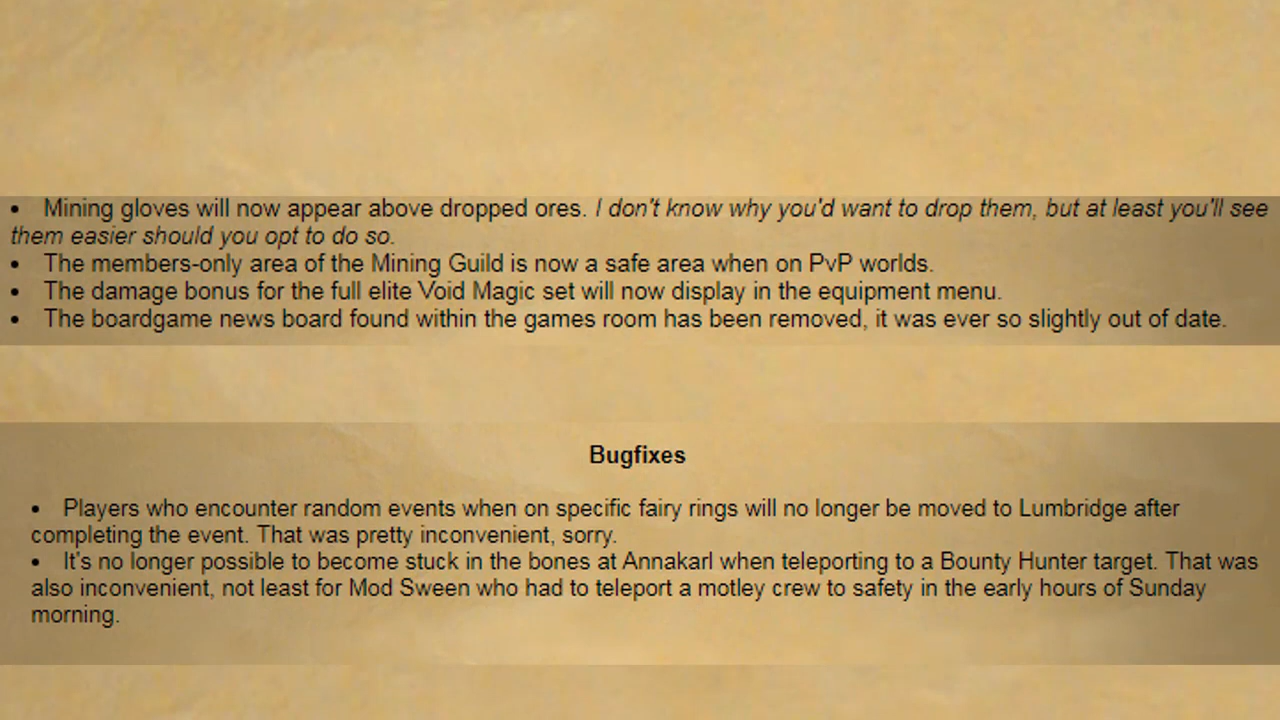 • Mining gloves will now appear above dropped ores. I don't know why you'd want to drop them, but at least you'll see
them easier should you opt to do so.
• The members-only area of the Mining Guild is now a safe area when on PvP worlds.
• The damage bonus for the full elite Void Magic set will now display in the equipment menu.
• The boardgame news board found within the games room has been removed, it was ever so slightly out of date.
Bugfixes
• Players who encounter random events when on specific fairy rings will no longer be moved to Lumbridge after
completing the event. That was pretty inconvenient, sorry.
• It's no longer possible to become stuck in the bones at Annakarl when teleporting to a Bounty Hunter target. That was
also inconvenient, not least for Mod Sween who had to teleport a motley crew to safety in the early hours of Sunday
morning.